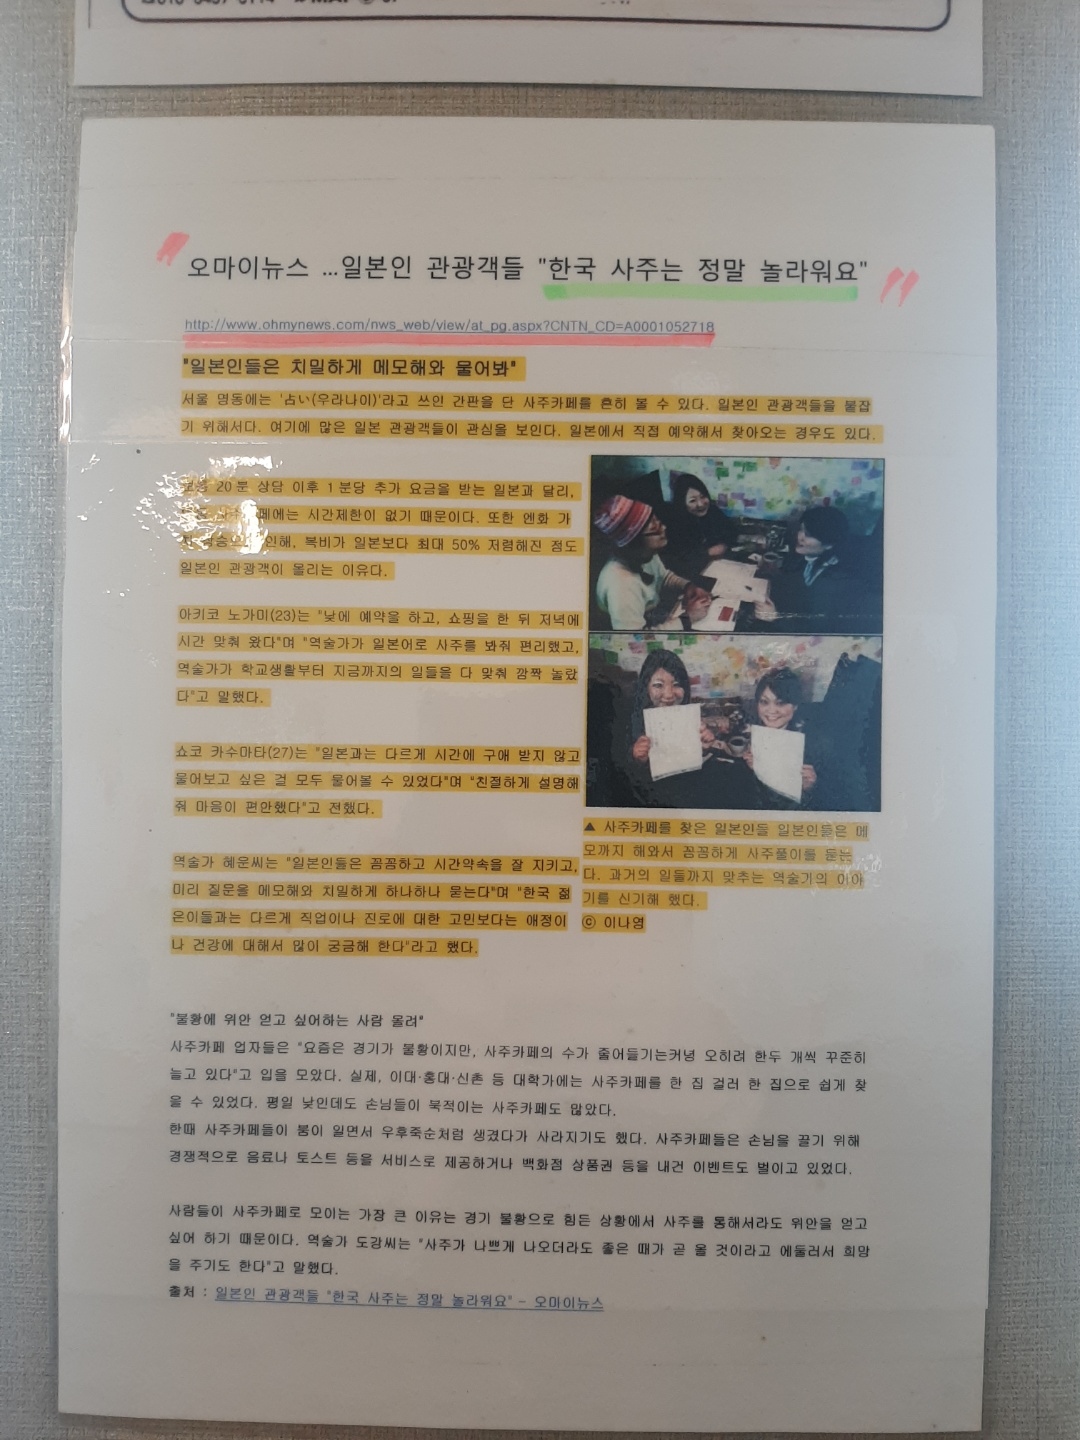 오마이뉴스 ...일본인 관광객들 "한국 사주는 정말 놀라워요"
http://www.ohmynews.com/nws_web/view/at_pg.aspx?CNTN_CD=A0001052718
"일본인들은 치밀하게 메모해와 물어봐"
서울 명동에는 '占い(우라나이)'라고 쓰인 간판을 단 사주카페를 흔히 볼 수 있다. 일본인 관광객들을 붙잡
기 위해서다. 여기에 많은 일본 관광객들이 관심을 보인다. 일본에서 직접 예약해서 찾아오는 경우도 있다.
20분 상담 이후 1분당 추가 요금을 받는 일본과 달리,
시간제한이 없기 때문이다. 또한 엔화 가
인해, 복비가 일본보다 최대 50% 저렴해진 점도
일본인 관광객이 몰리는 이유다.
아키코 노가미(23)는 "낮에 예약을 하고, 쇼핑을 한 뒤 저녁에
시간 맞춰 왔다"며 "역술가가 일본어로 사주를 봐줘 편리했고,
역술가가 학교생활부터 지금까지의 일들을 다 맞춰 깜짝 놀랐
다"고 말했다.
쇼코 카수마타(27)는 "일본과는 다르게 시간에 구애 받지 않고
물어보고 싶은 걸 모두 물어볼 수 있었다"며 "친절하게 설명해
줘 마음이 편안했다"고 전했다.
역술가 혜운씨는 "일본인들은 꼼꼼하고 시간약속을 잘 지키고,
미리 질문을 메모해와 치밀하게 하나하나 묻는다"며 "한국 젊
은이들과는 다르게 직업이나 진로에 대한 고민보다는 애정이
나 건강에 대해서 많이 궁금해 한다"라고 했다.
▲ 사주카페를 찾은 일본인들 일본인들은 메
모까지 해와서 꼼꼼하게 사주풀이를 듣는
다. 과거의 일들까지 맞추는 역술가의 이야
기를 신기해 했다.
ⓒ 이나영
"불황에 위안 얻고 싶어하는 사람 몰려"
사주카페 업자들은 "요즘은 경기가 불황이지만, 사주카페의 수가 줄어들기는커녕 오히려 한두 개씩 꾸준히
늘고 있다"고 입을 모았다. 실제, 이대·홍대·신촌 등 대학가에는 사주카페를 한 집 걸러 한 집으로 쉽게 찾
을 수 있었다. 평일 낮인데도 손님들이 북적이는 사주카페도 많았다.
한때 사주카페들이 붐이 일면서 우후죽순처럼 생겼다가 사라지기도 했다. 사주카페들은 손님을 끌기 위해
경쟁적으로 음료나 토스트 등을 서비스로 제공하거나 백화점 상품권 등을 내건 이벤트도 벌이고 있었다.
사람들이 사주카페로 모이는 가장 큰 이유는 경기 불황으로 힘든 상황에서 사주를 통해서라도 위안을 얻고
싶어 하기 때문이다. 역술가 도강씨는 "사주가 나쁘게 나오더라도 좋은 때가 곧 올 것이라고 에둘러서 희망
을 주기도 한다"고 말했다.
출처 : 일본인 관광객들 "한국 사주는 정말 놀라워요" - 오마이뉴스